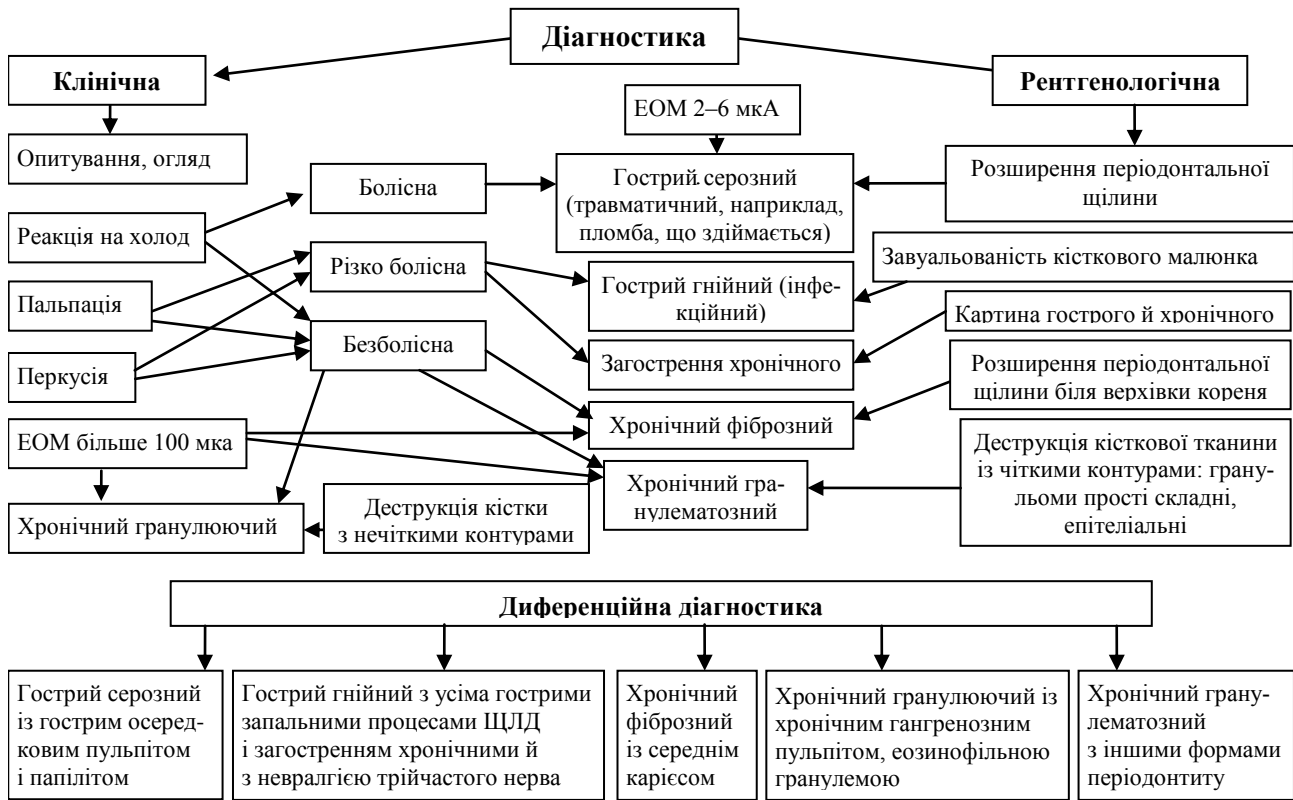 Діагностика
Клінічна
Рентгенологічна
ЕОМ 2–6 мкА
Опитування, огляд
Болісна
Гострий серозний
(травматичний, наприклад,
пломба, що здіймається)
Розширення періодонтальної
щілини
Реакція на холод
Різко болісна
Гострий гнійний (інфе-
кційний)
Завуальованість кісткового малюнка
Пальпація
Безболісна
Картина гострого й хронічного
Перкусія
Загострення хронічного
Розширення періодонтальної
щілини біля верхівки кореня
ЕОМ більше 100 мка
Хронічний фіброзний
Деструкція кісткової тканини
із чіткими контурами: грану-
льоми прості складні,
епітеліальні
Хронічний гра-
нулематозний
Хронічний гранулюючий
Деструкція кістки
з нечіткими контурами
Диференційна діагностика
Гострий серозний
із гострим осеред-
ковим пульпітом
і папілітом
Гострий гнійний з усіма гострими
запальними процесами ЩЛД
і загостренням хронічними й
з невралгією трійчастого нерва
Хронічний
фіброзний
із середнім
карієсом
Хронічний гранулюючий із
хронічним гангренозним
пульпітом, еозинофільною
гранулемою
Хронічний грану-
лематозний
з іншими формами
періодонтиту